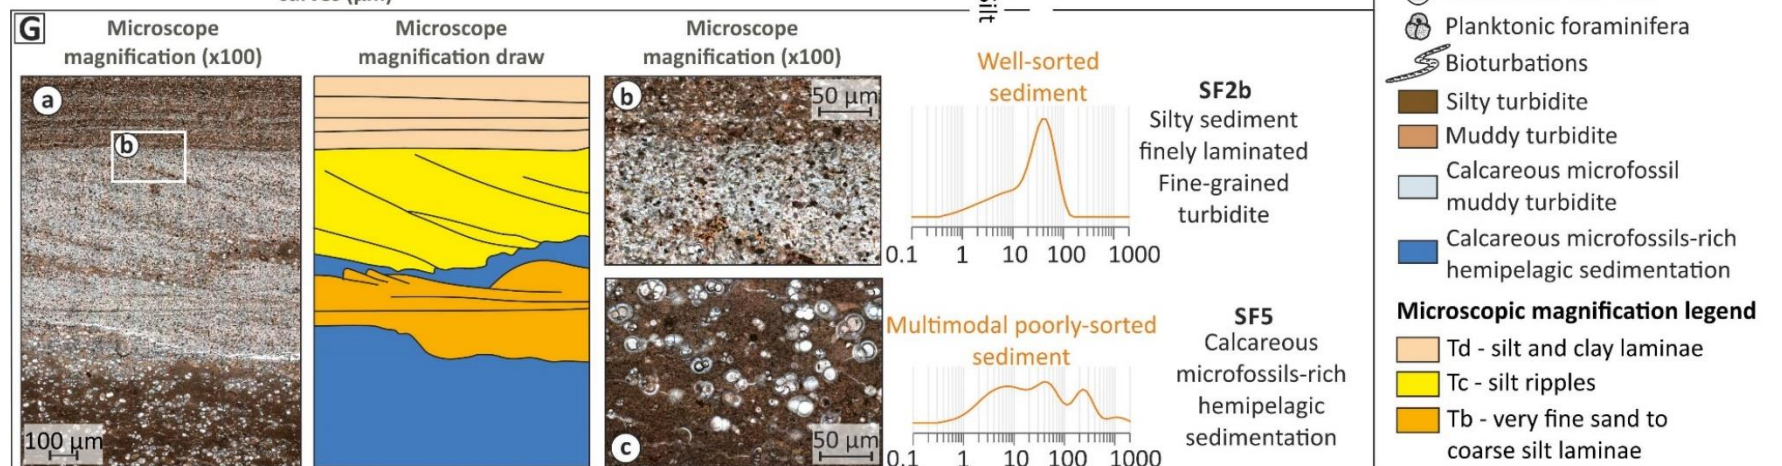 G
Microscope
magnification (x100)
Microscope
magnification draw
Microscope
magnification (x100)
a
b
100 µm
b
50 µm
c
50 µm
Silt
Well-sorted
sediment
0.1 1 10 100 1000
SF2b
Silty sediment
finely laminated
Fine-grained
turbidite
Multimodal poorly-sorted
sediment
0.1 1 10 100 1000
SF5
Calcareous
microfossils-rich
hemipelagic
sedimentation
Planktonic foraminifera
Bioturbations
Silty turbidite
Muddy turbidite
Calcareous microfossil
muddy turbidite
Calcareous microfossils-rich
hemipelagic sedimentation
Microscopic magnification legend
Td - silt and clay laminae
Tc - silt ripples
Tb - very fine sand to
coarse silt laminae